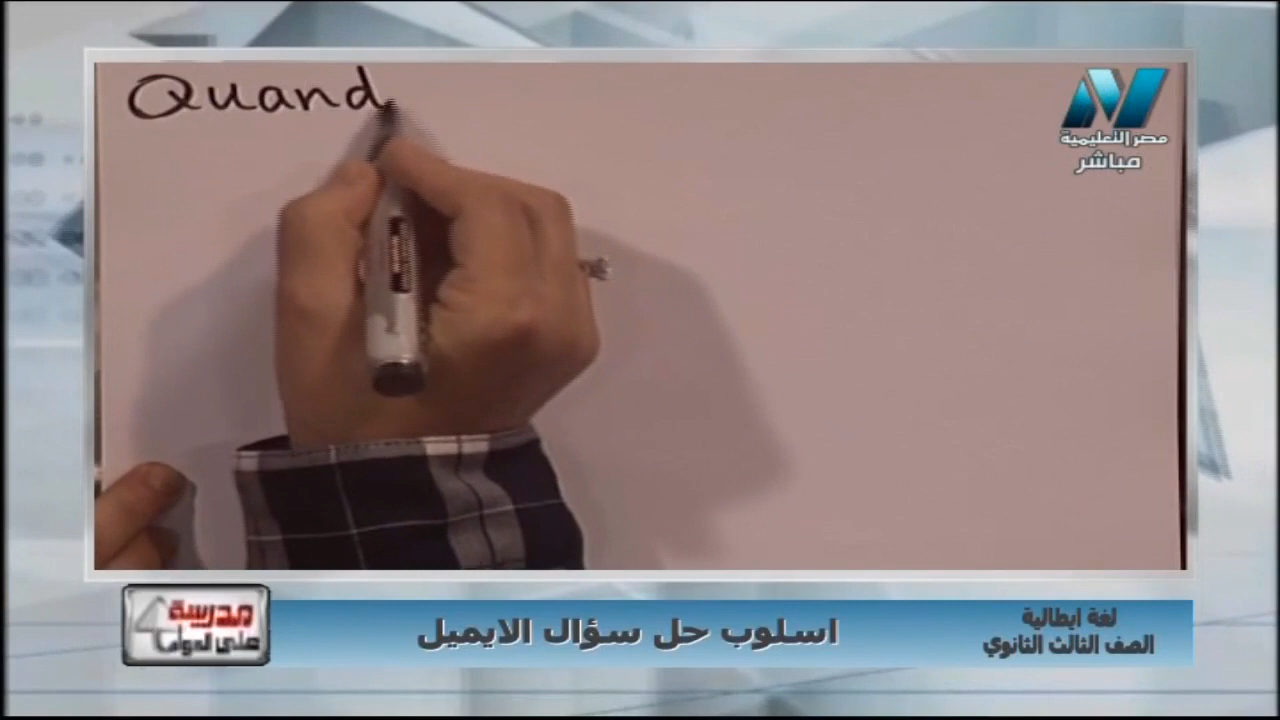 Quand
مصر التعليمية
مباشر
مدرسة
على الهواء
اسلوب حل سؤال الايميل
لغة ايطالية
الصف الثالث الثانوي